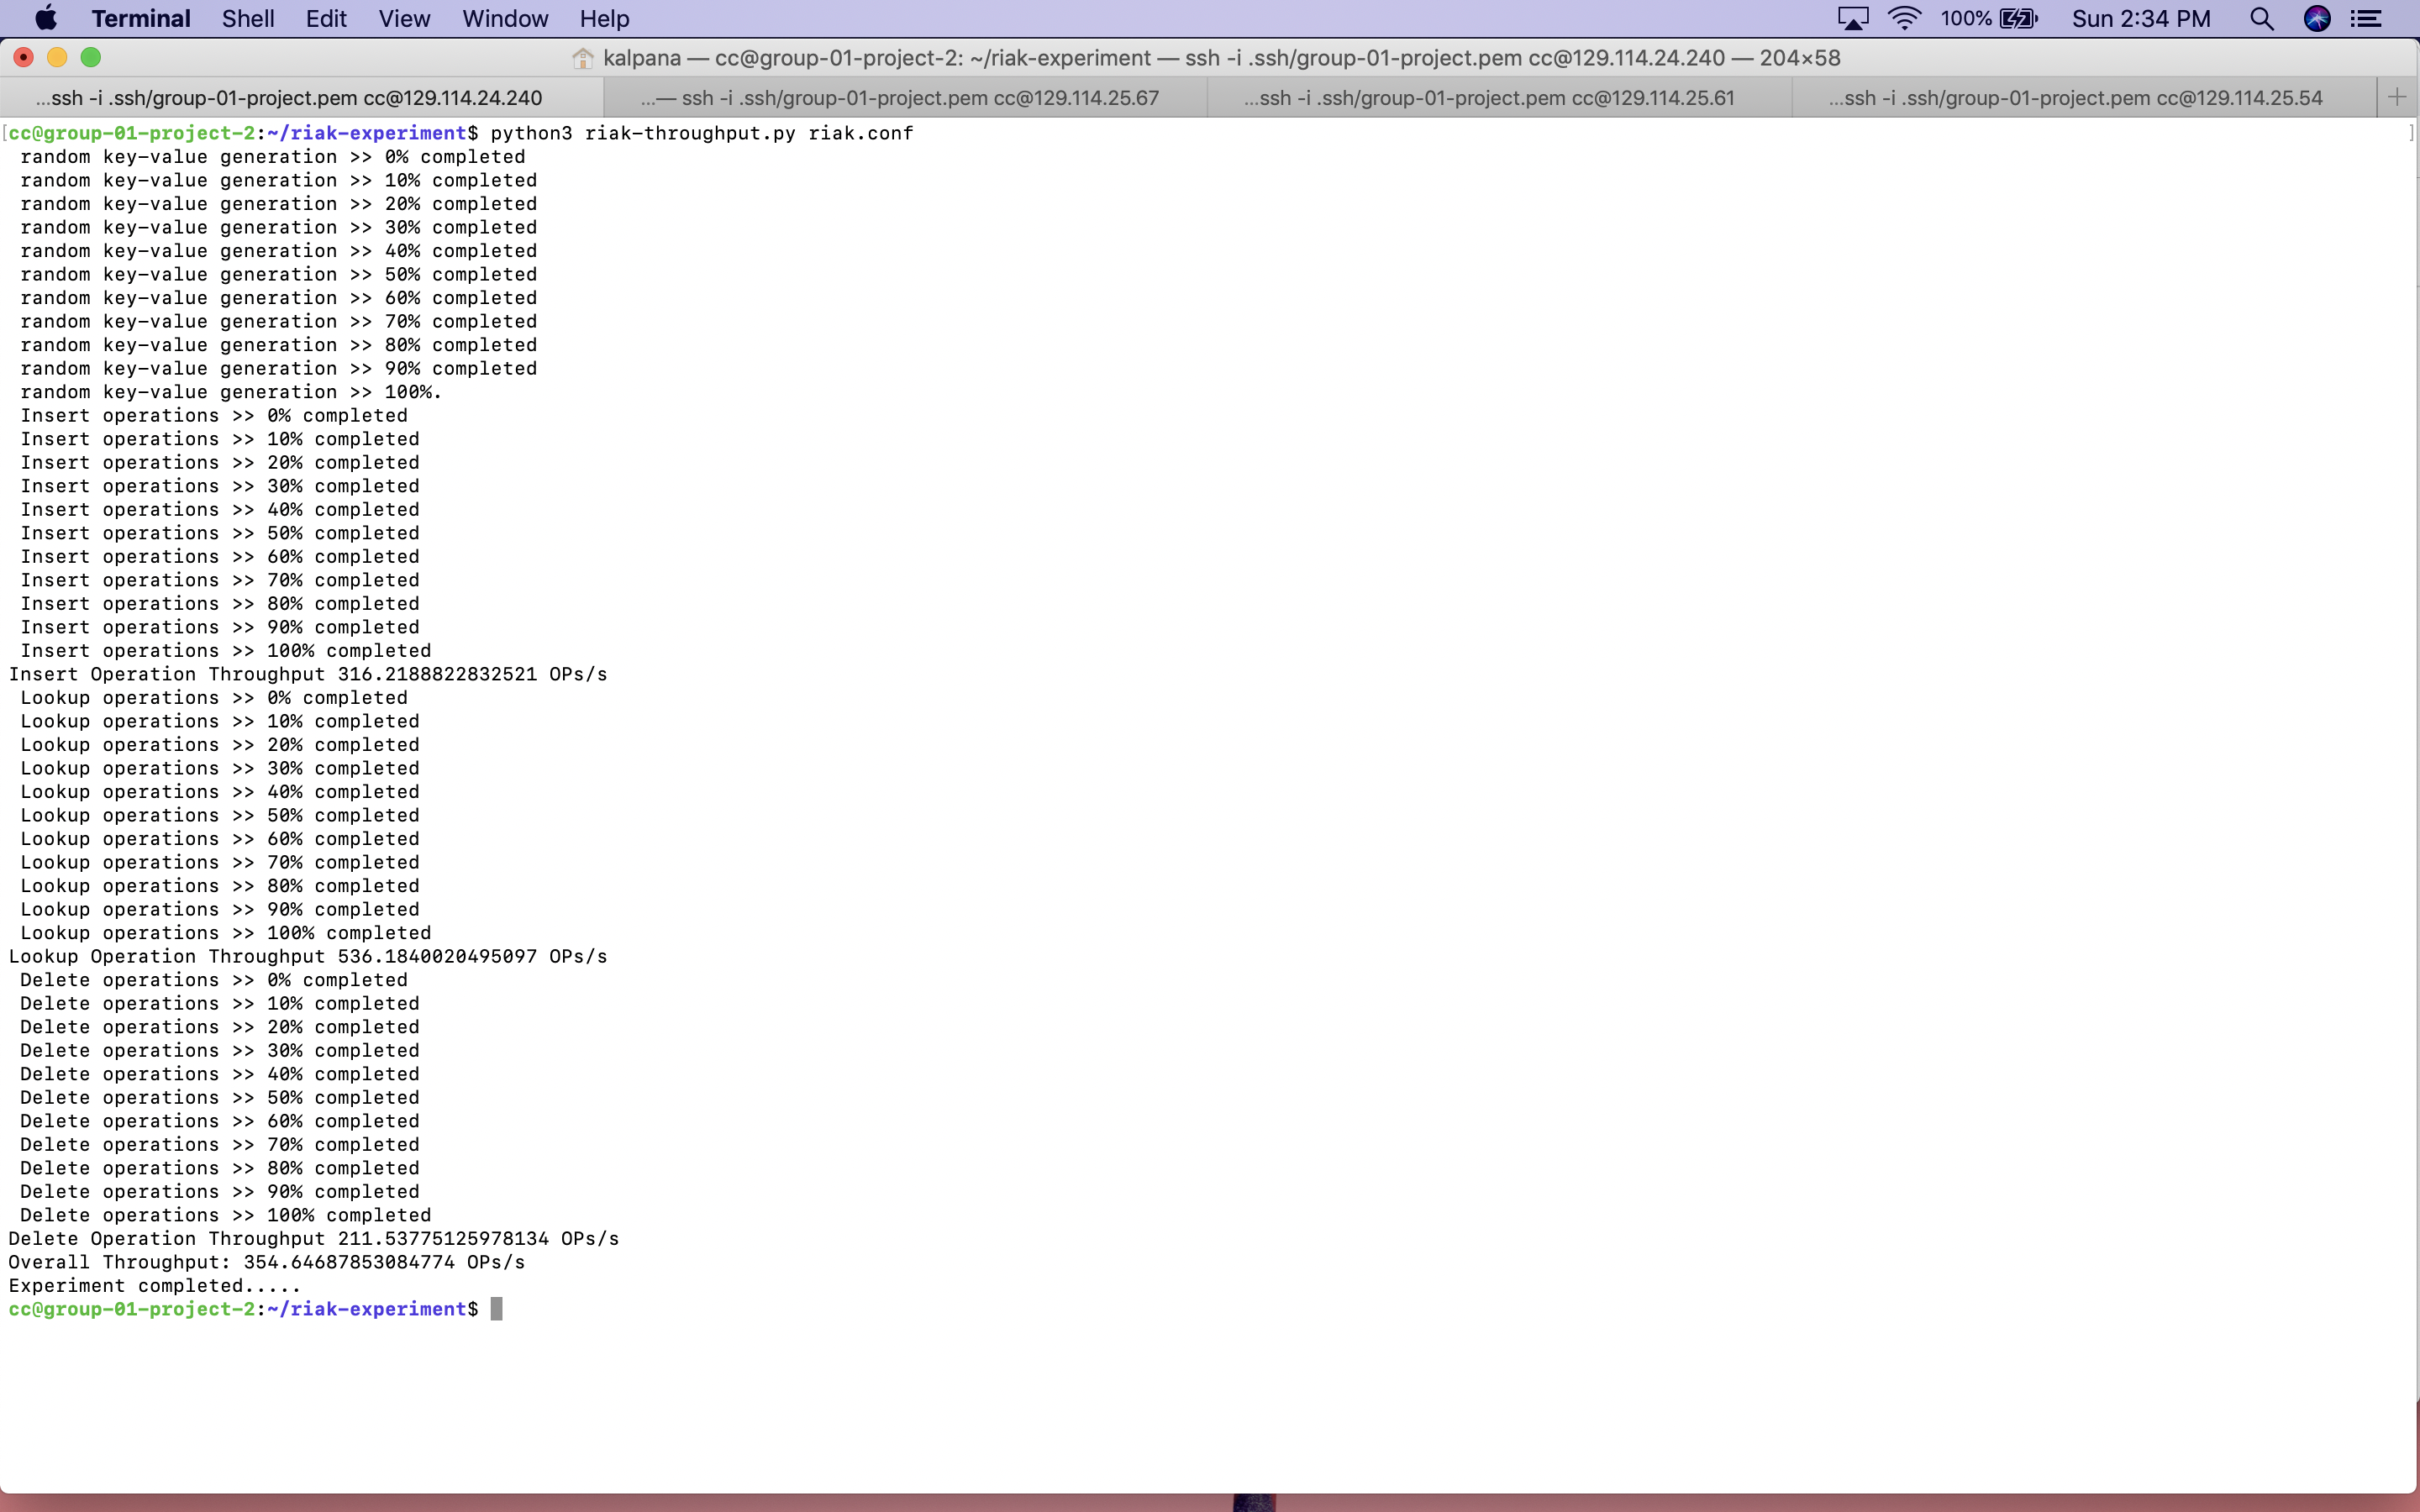 Terminal Shell Edit View Window Help 100% Sun 2:34 PM
kalpana — cc@group-01-project-2: ~/riak-experiment — ssh -i .ssh/group-01-project.pem cc@129.114.24.240 — 204×58
...ssh -i .ssh/group-01-project.pem cc@129.114.24.240 ...— ssh -i .ssh/group-01-project.pem cc@129.114.25.67 ...ssh -i .ssh/group-01-project.pem cc@129.114.25.61 ...ssh -i .ssh/group-01-project.pem cc@129.114.25.54 +
[cc@group-01-project-2:~/riak-experiment$ python3 riak-throughput.py riak.conf ]
random key-value generation >> 0% completed
random key-value generation >> 10% completed
random key-value generation >> 20% completed
random key-value generation >> 30% completed
random key-value generation >> 40% completed
random key-value generation >> 50% completed
random key-value generation >> 60% completed
random key-value generation >> 70% completed
random key-value generation >> 80% completed
random key-value generation >> 90% completed
random key-value generation >> 100%.
Insert operations >> 0% completed
Insert operations >> 10% completed
Insert operations >> 20% completed
Insert operations >> 30% completed
Insert operations >> 40% completed
Insert operations >> 50% completed
Insert operations >> 60% completed
Insert operations >> 70% completed
Insert operations >> 80% completed
Insert operations >> 90% completed
Insert operations >> 100% completed
Insert Operation Throughput 316.2188822832521 OPs/s
Lookup operations >> 0% completed
Lookup operations >> 10% completed
Lookup operations >> 20% completed
Lookup operations >> 30% completed
Lookup operations >> 40% completed
Lookup operations >> 50% completed
Lookup operations >> 60% completed
Lookup operations >> 70% completed
Lookup operations >> 80% completed
Lookup operations >> 90% completed
Lookup operations >> 100% completed
Lookup Operation Throughput 536.1840020495097 OPs/s
Delete operations >> 0% completed
Delete operations >> 10% completed
Delete operations >> 20% completed
Delete operations >> 30% completed
Delete operations >> 40% completed
Delete operations >> 50% completed
Delete operations >> 60% completed
Delete operations >> 70% completed
Delete operations >> 80% completed
Delete operations >> 90% completed
Delete operations >> 100% completed
Delete Operation Throughput 211.53775125978134 OPs/s
Overall Throughput: 354.64687853084774 OPs/s
Experiment completed.....
cc@group-01-project-2:~/riak-experiment$